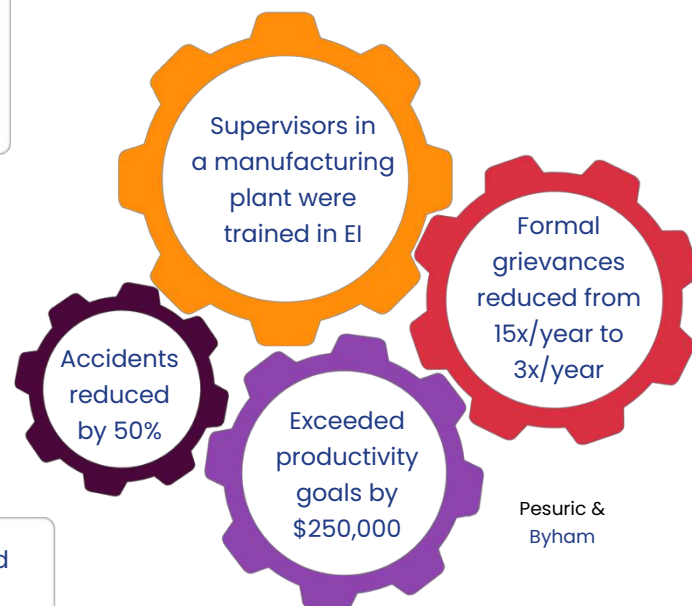 Supervisors in
a manufacturing
plant were
trained in EI
Formal
grievances
reduced from
15x/year to
3x/year
Accidents
reduced
by 50%
Exceeded
productivity
goals by
$250,000
Pesuric &
Byham